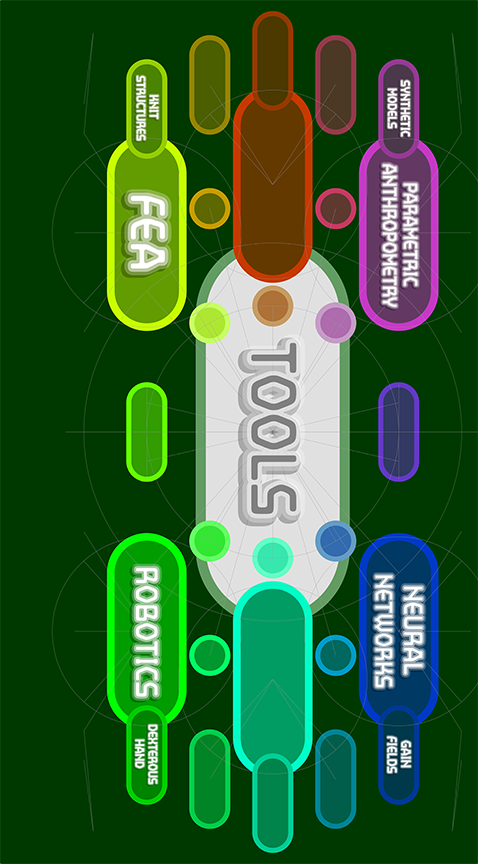 SYNTHETIC
MODELS
PARAMETRIC
ANTHROPOMETRY
NEURAL
NETWORKS
GAIN
FIELDS
TOOLS
KNIT
STRUCTURES
FEA
ROBOTICS
DEXTEROUS
HAND